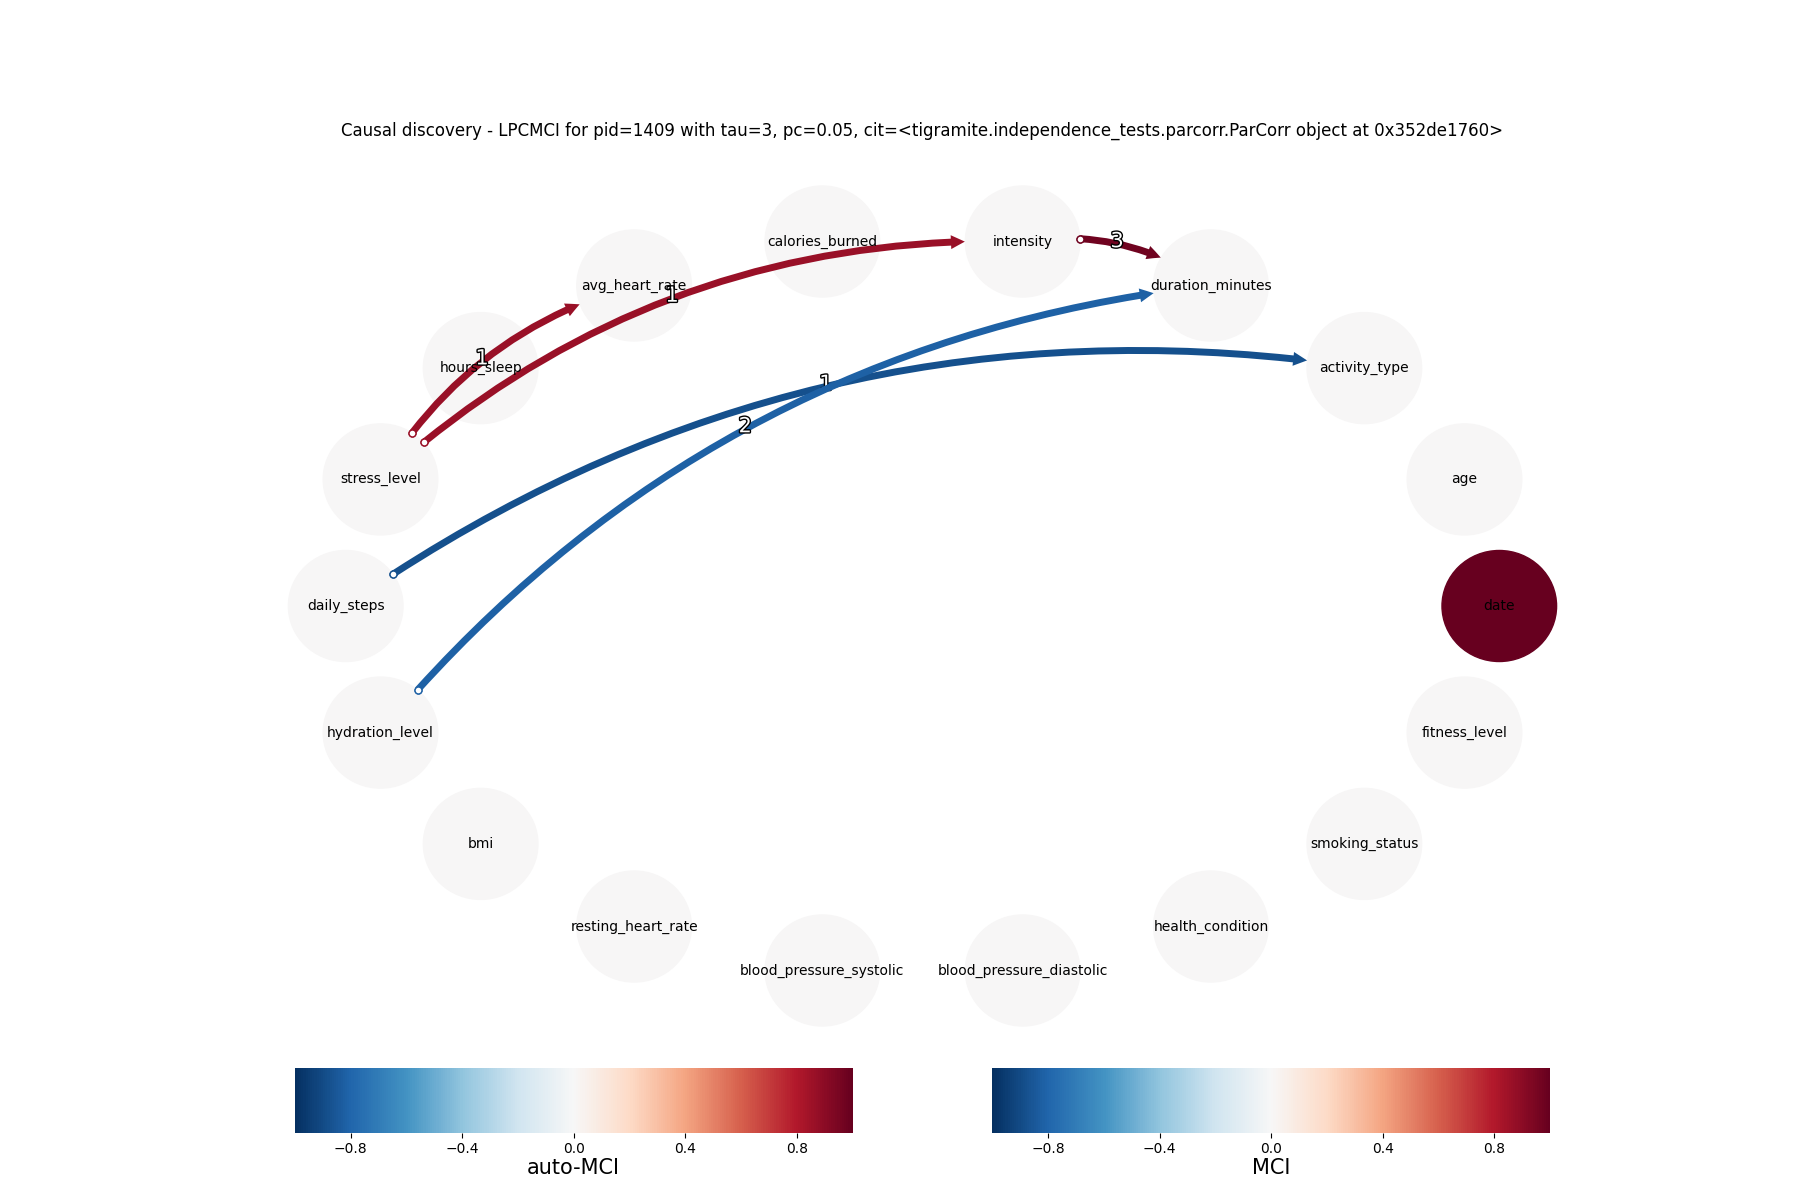 Causal discovery - LPCMCI for pid=1409 with tau=3, pc=0.05, cit=<tigramite.independence_tests.parcorr.ParCorr object at 0x352de1760>
calories_burned
intensity
3
avg_heart_rate
1
duration_minutes
1
hours_sleep
activity_type
1
2
stress_level
age
daily_steps
date
hydration_level
fitness_level
bmi
smoking_status
resting_heart_rate
health_condition
blood_pressure_systolic
blood_pressure_diastolic
−0.8 −0.4 0.0 0.4 0.8
auto-MCI
−0.8 −0.4 0.0 0.4 0.8
MCI